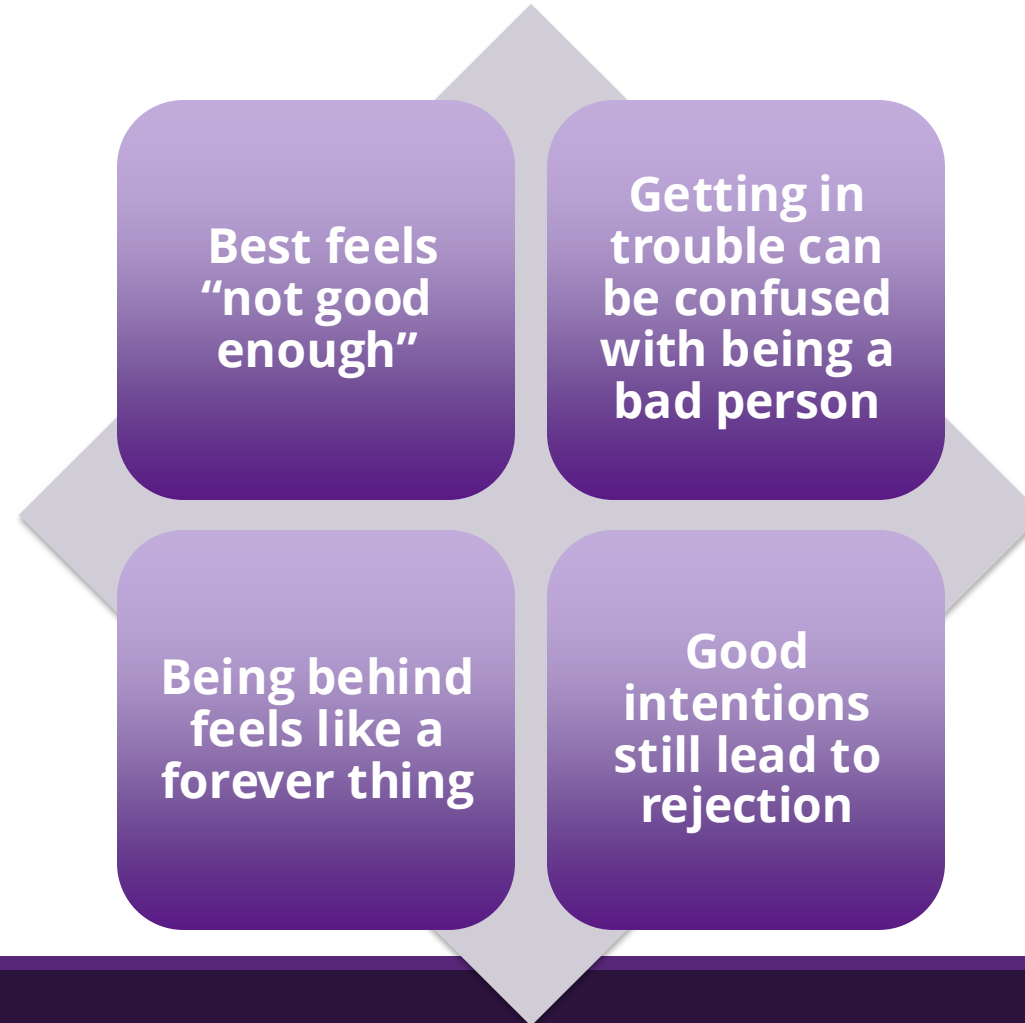 Best feels
“not good
enough”
Getting in
trouble can
be confused
with being a
bad person
Being behind
feels like a
forever thing
Good
intentions
still lead to
rejection